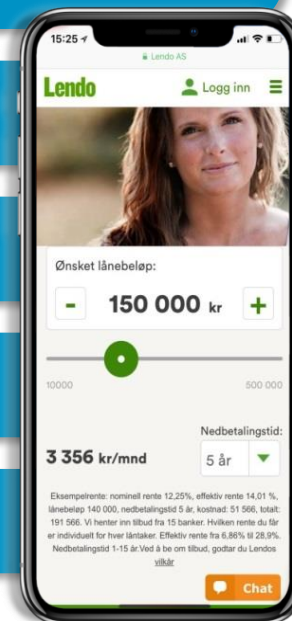 15:25
Lendo AS
Lendo
Logg inn
Ønsket lånebeløp:
- 150 000 kr +
10000 500 000
Nedbetalingstid:
3 356 kr/mnd 5 år
Eksempelrente: nominell rente 12,25%, effektiv rente 14,01 %,
lånebeløp 140 000, nedbetalingstid 5 år, kostnad: 51 566, totalt:
191 566. Vi henter inn tilbud fra 15 banker. Hvilken rente du får
er individuelt for hver låntaker. Effektiv rente fra 6,86% til 28,9%.
Nedbetalingstid 1-15 år.Ved å be om tilbud, godtar du Lendos
vilkår
Chat